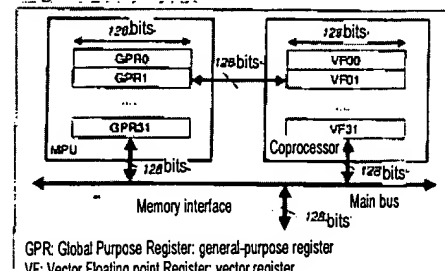 128bits
128bits
GPR0
GPR1
...
GPR31
MPU
128bits
VF00
VF01
...
VF31
Coprocessor
128bits
128bits
Memory interface
Main bus
128bits
GPR: Global Purpose Register: general-purpose register
VF: Vector Floating point Register: vector register